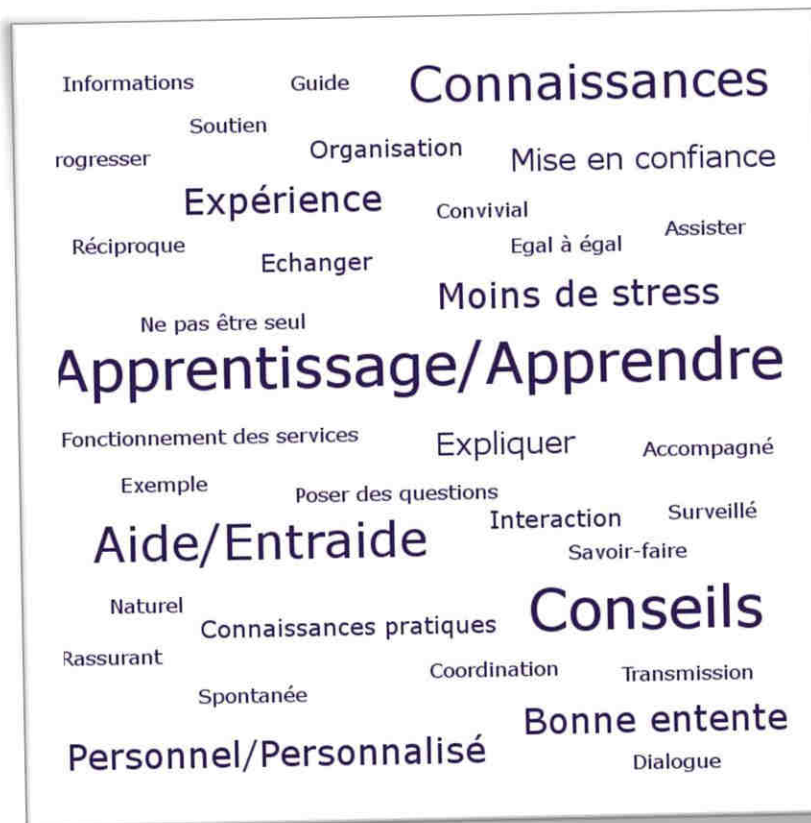 Informations Guide Connaissances
Soutien
rogresser Organisation Mise en confiance
Expérience Convivial
Réciproque Echanger Egal à égal Assister
Moins de stress
Ne pas être seul
Apprentissage/Apprendre
Fonctionnement des services Expliquer Accompagné
Exemple Poser des questions
Aide/Entraide Interaction Surveillé
Savoir-faire
Naturel Connaissances pratiques Conseils
Rassurant Coordination Transmission
Spontanée
Bonne entente
Personnel/Personnalisé Dialogue